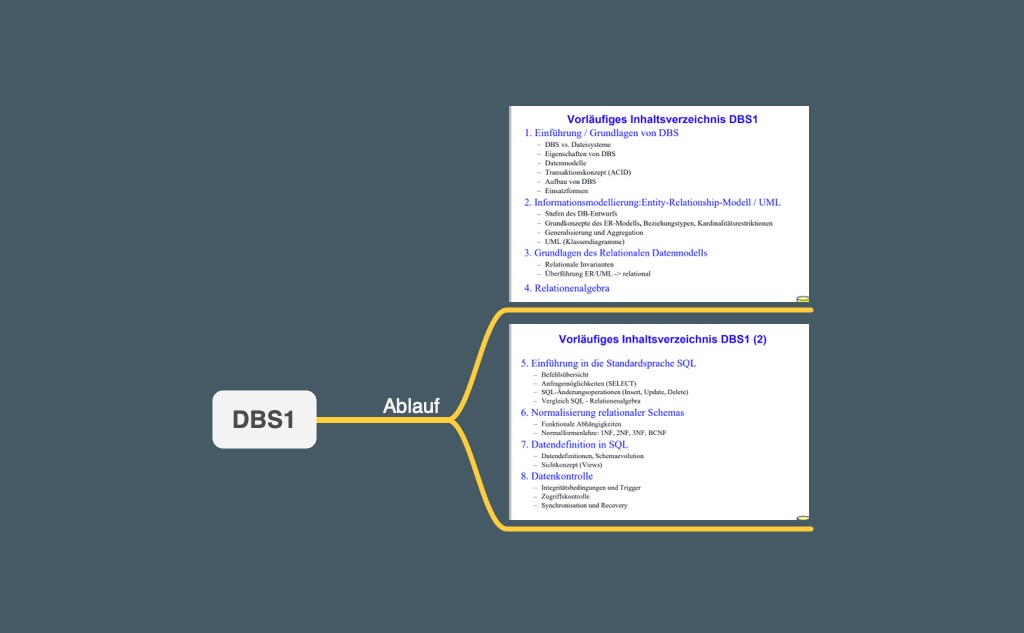 DBS1
Ablauf
Vorläufiges Inhaltsverzeichnis DBS1
1. Einführung / Grundlagen von DBS
– DBS vs. Dateisysteme
– Eigenschaften von DBS
– Datenmodelle
– Transaktionskonzept (ACID)
– Aufbau von DBS
– Einsatzformen
2. Informationsmodellierung:Entity-Relationship-Modell / UML
– Stufen des DB-Entwurfs
– Grundkonzepte des ER-Modells, Beziehungstypen, Kardinalitätsrestriktionen
– Generalisierung und Aggregation
– UML (Klassendiagramme)
3. Grundlagen des Relationalen Datenmodells
– Relationale Invarianten
– Überführung ER/UML -> relational
4. Relationenalgebra
Vorläufiges Inhaltsverzeichnis DBS1 (2)
5. Einführung in die Standardsprache SQL
– Befehlsübersicht
– Anfragemöglichkeiten (SELECT)
– SQL-Änderungsoperationen (Insert, Update, Delete)
– Vergleich SQL - Relationenalgebra
6. Normalisierung relationaler Schemas
– Funktionale Abhängigkeiten
– Normalformenlehre: 1NF, 2NF, 3NF, BCNF
7. Datendefinition in SQL
– Datendefinitionen, Schemaevolution
– Sichtkonzept (Views)
8. Datenkontrolle
– Integritätsbedingungen und Trigger
– Zugriffskontrolle
– Synchronisation und Recovery